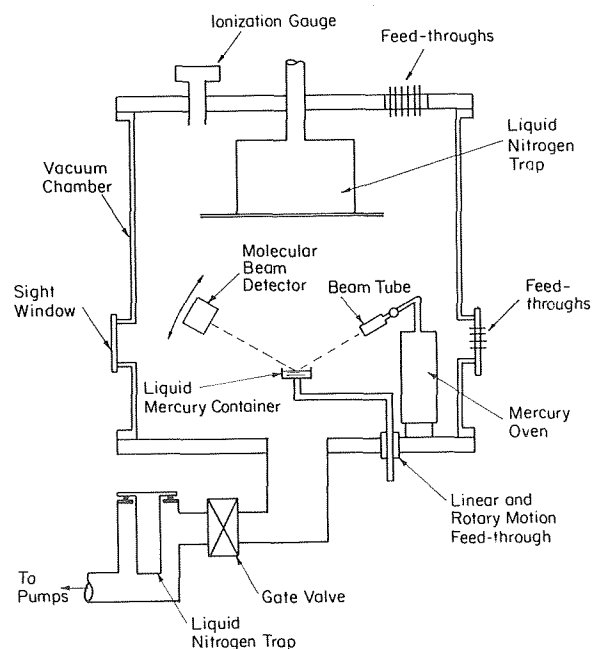 Ionization Gauge
Feed-throughs
Liquid
Nitrogen
Trap
Vacuum
Chamber
Molecular
Beam
Detector
Beam Tube
Feed-
throughs
Sight
Window
Liquid
Mercury Container
Mercury
Oven
Linear and
Rotary Motion
Feed-through
Gate Valve
To
Pumps
Liquid
Nitrogen Trap